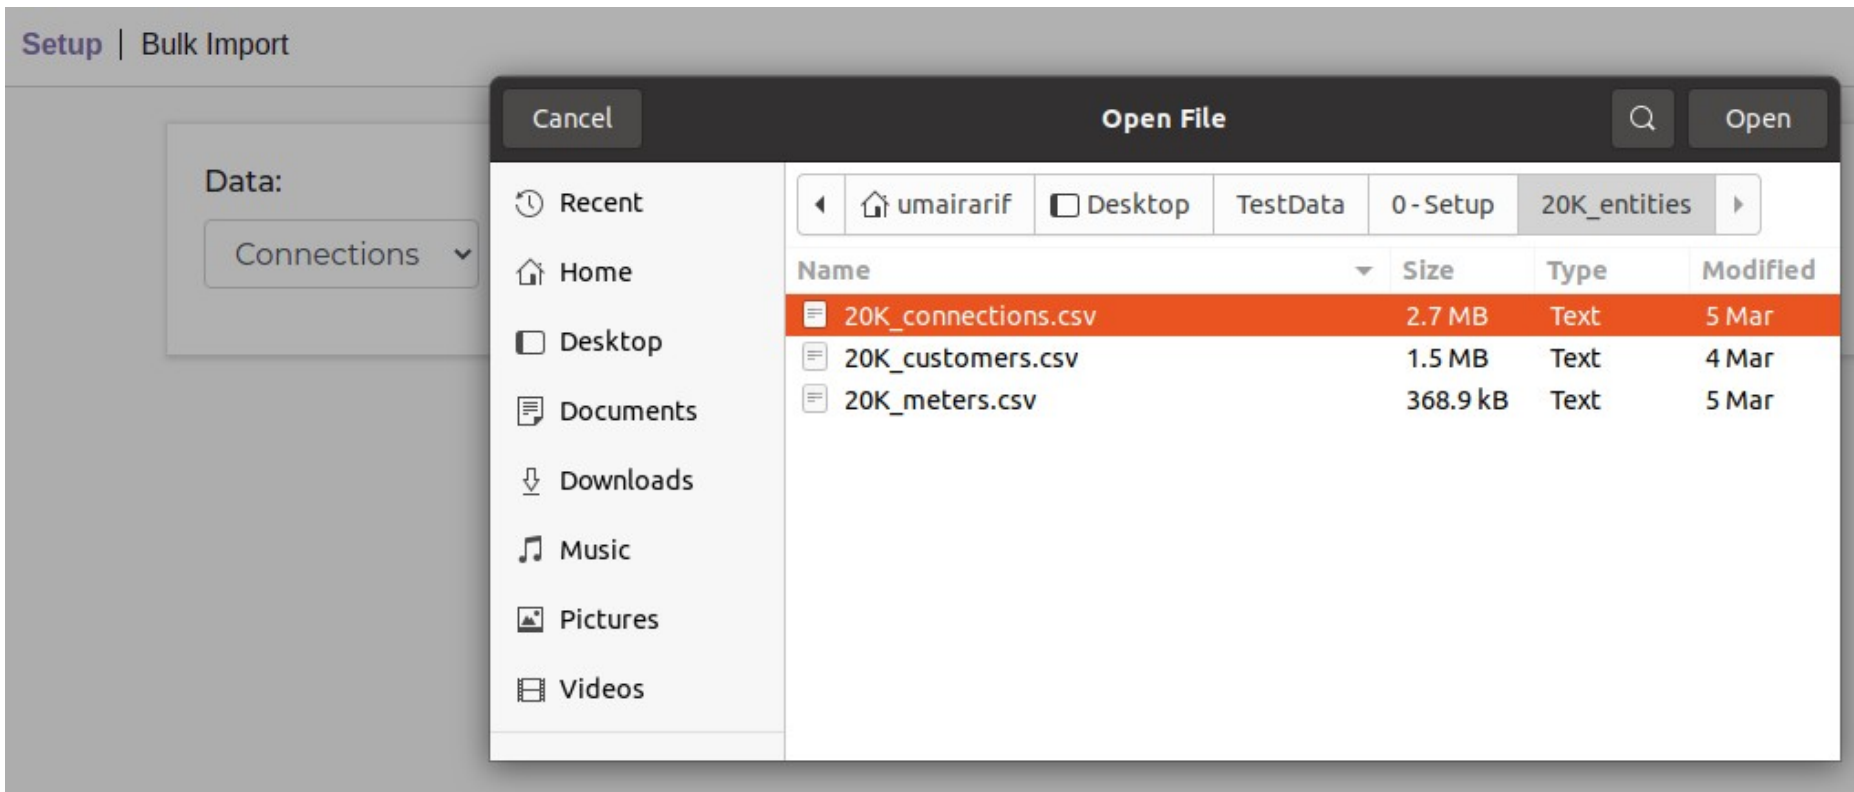 Setup | Bulk Import
Data:
Connections
Cancel Open File Open
Recent
Home
Desktop
Documents
Downloads
Music
Pictures
Videos
umairarif Desktop TestData 0-Setup 20K_entities
Name Size Type Modified
20K_connections.csv 2.7 MB Text 5 Mar
20K_customers.csv 1.5 MB Text 4 Mar
20K_meters.csv 368.9 kB Text 5 Mar